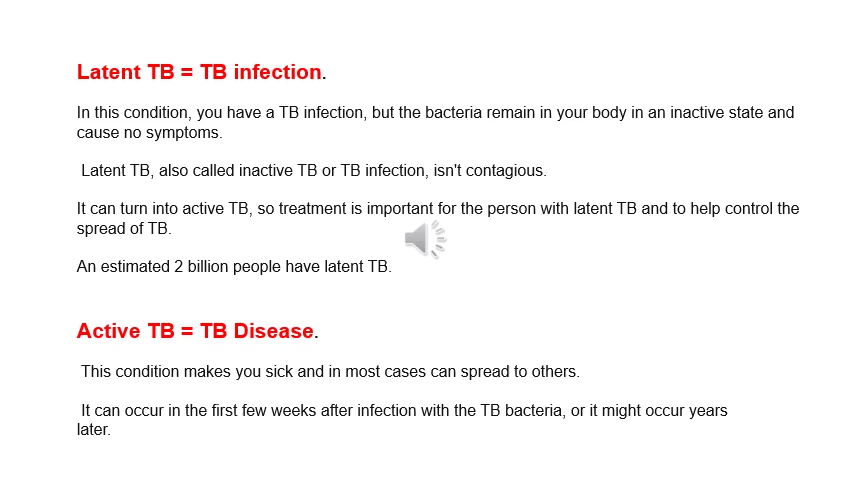 Latent TB = TB infection.
In this condition, you have a TB infection, but the bacteria remain in your body in an inactive state and
cause no symptoms.
Latent TB, also called inactive TB or TB infection, isn't contagious.
It can turn into active TB, so treatment is important for the person with latent TB and to help control the
spread of TB.
An estimated 2 billion people have latent TB.
Active TB = TB Disease.
This condition makes you sick and in most cases can spread to others.
It can occur in the first few weeks after infection with the TB bacteria, or it might occur years
later.